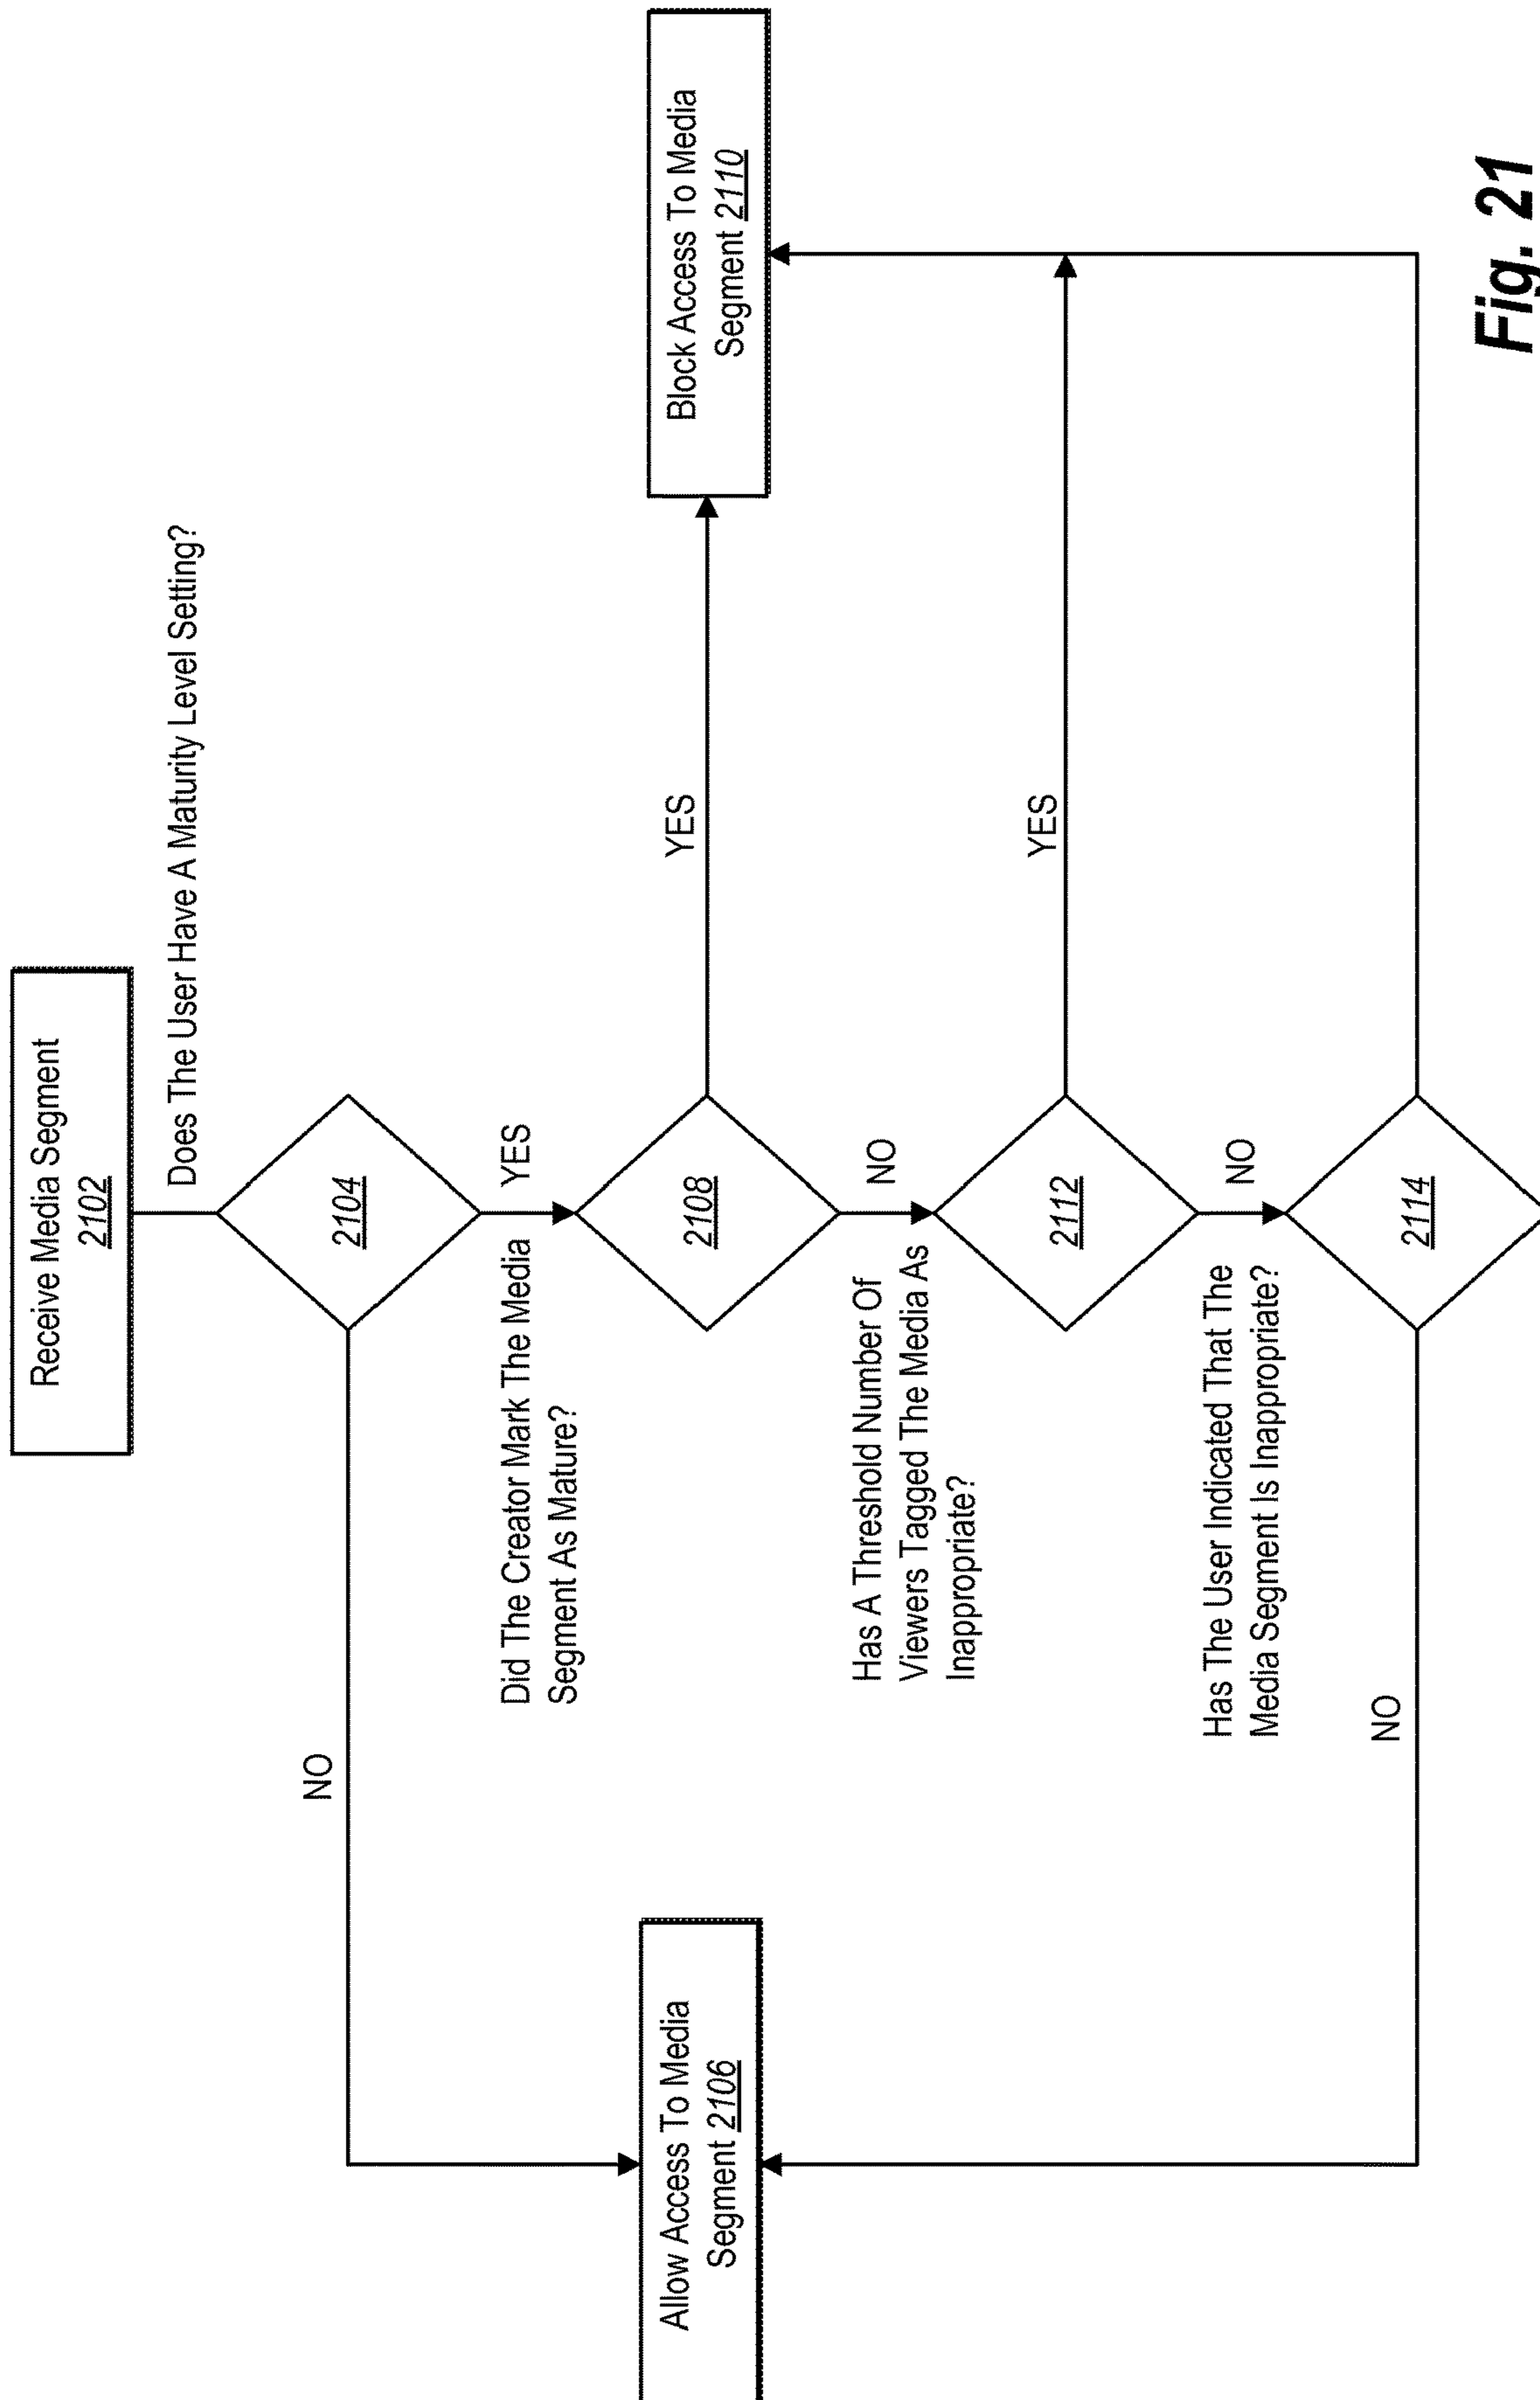 Receive Media Segment
2102
Does The User Have A Maturity Level Setting?
2104
NO
YES
Allow Access To Media
Segment 2106
Did The Creator Mark The Media
Segment As Mature?
2108
YES
Block Access To Media
Segment 2110
NO
Has A Threshold Number Of
Viewers Tagged The Media As
Inappropriate?
2112
YES
NO
Has The User Indicated That The
Media Segment Is Inappropriate?
2114
NO
Fig. 21